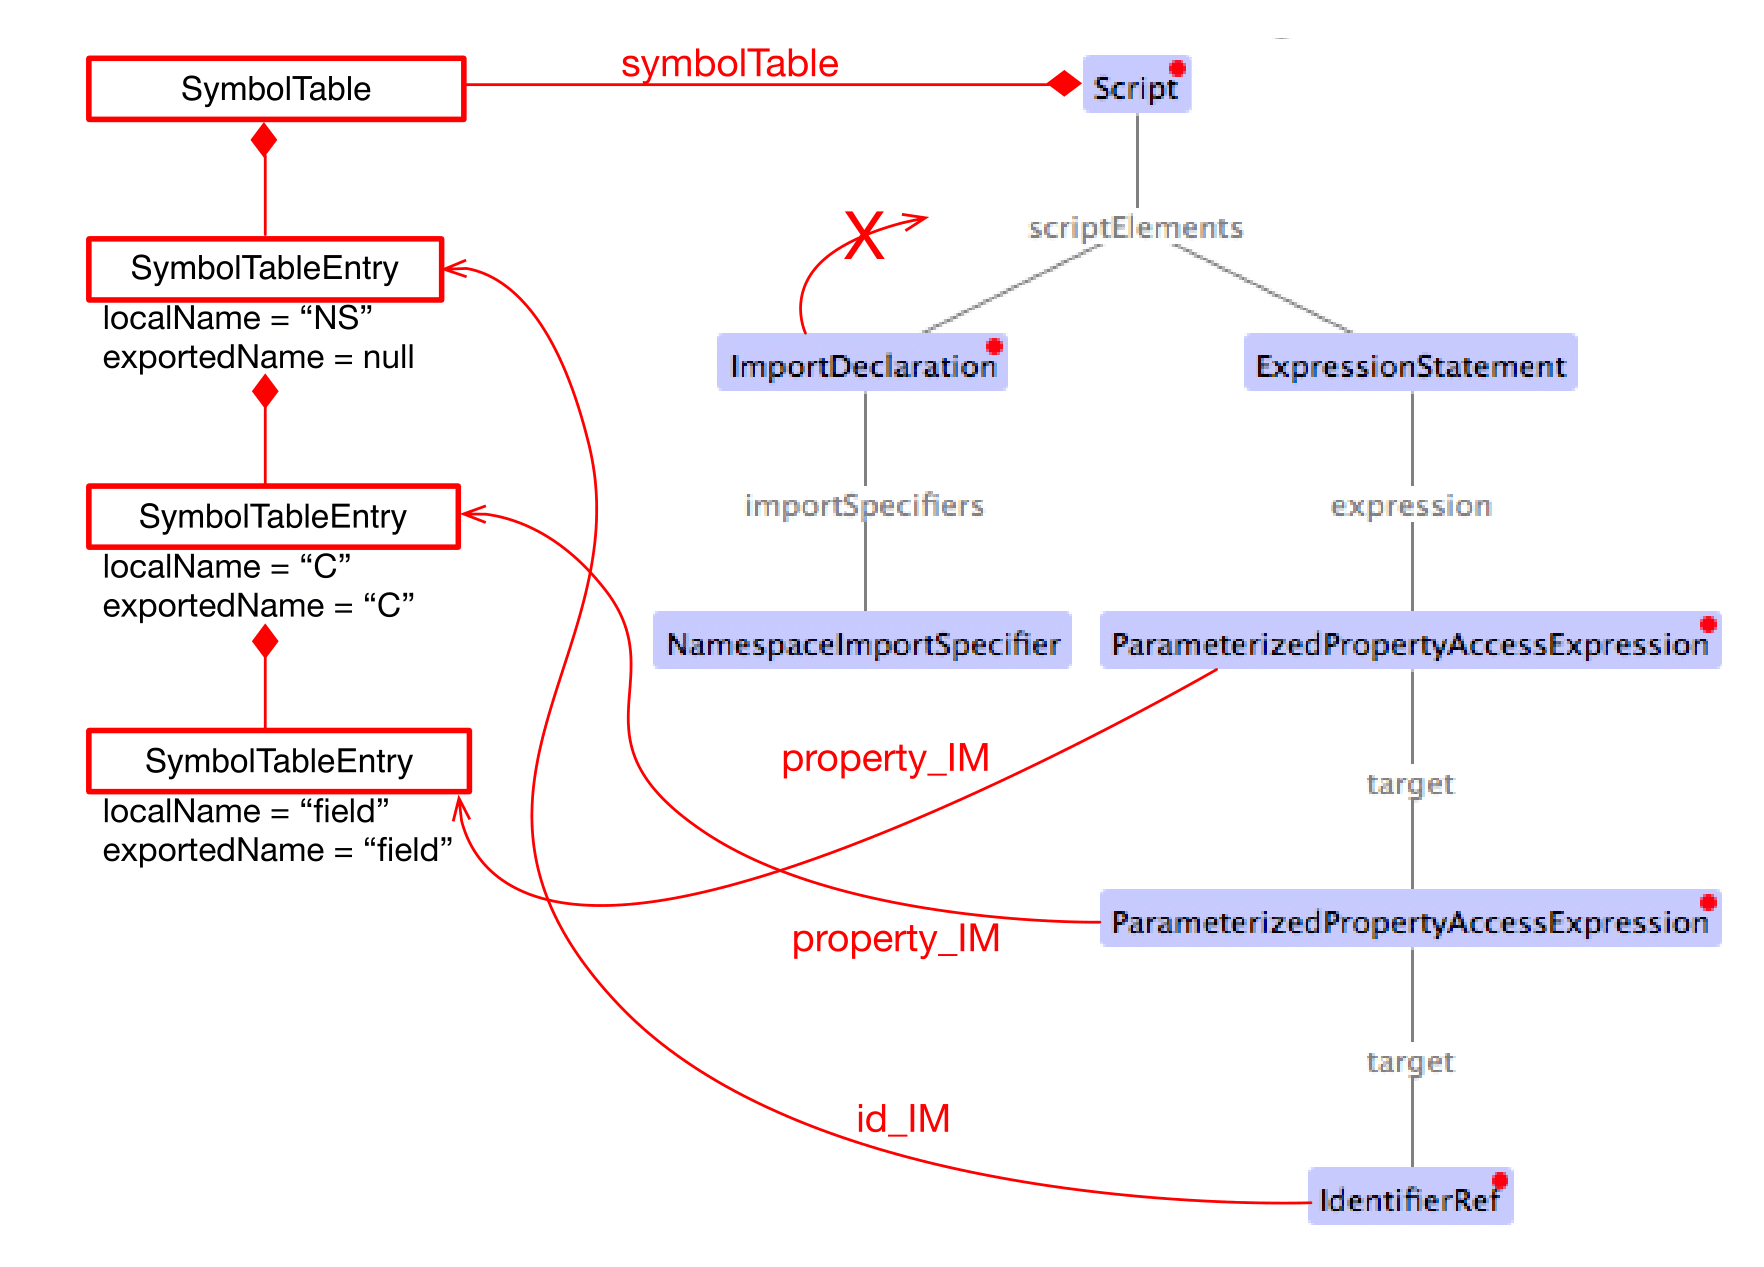 symbolTable
SymbolTable
Script
scriptElements
X
SymbolTableEntry
localName = “NS”
exportedName = null
ImportDeclaration
ExpressionStatement
importSpecifiers
expression
SymbolTableEntry
localName = “C”
exportedName = “C”
NamespaceImportSpecifier
ParameterizedPropertyAccessExpression
property_IM
target
SymbolTableEntry
localName = “field”
exportedName = “field”
ParameterizedPropertyAccessExpression
property_IM
target
id_IM
IdentifierRef